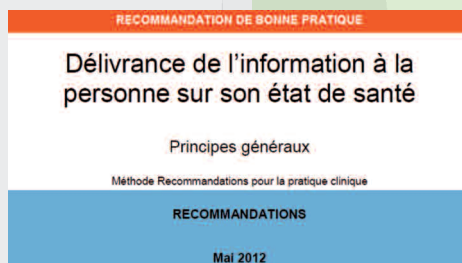 RECOMMANDATION DE BONNE PRATIQUE
Délivrance de l'information à la
personne sur son état de santé
Principes généraux
Méthode Recommandations pour la pratique clinique
RECOMMANDATIONS
Mai 2012